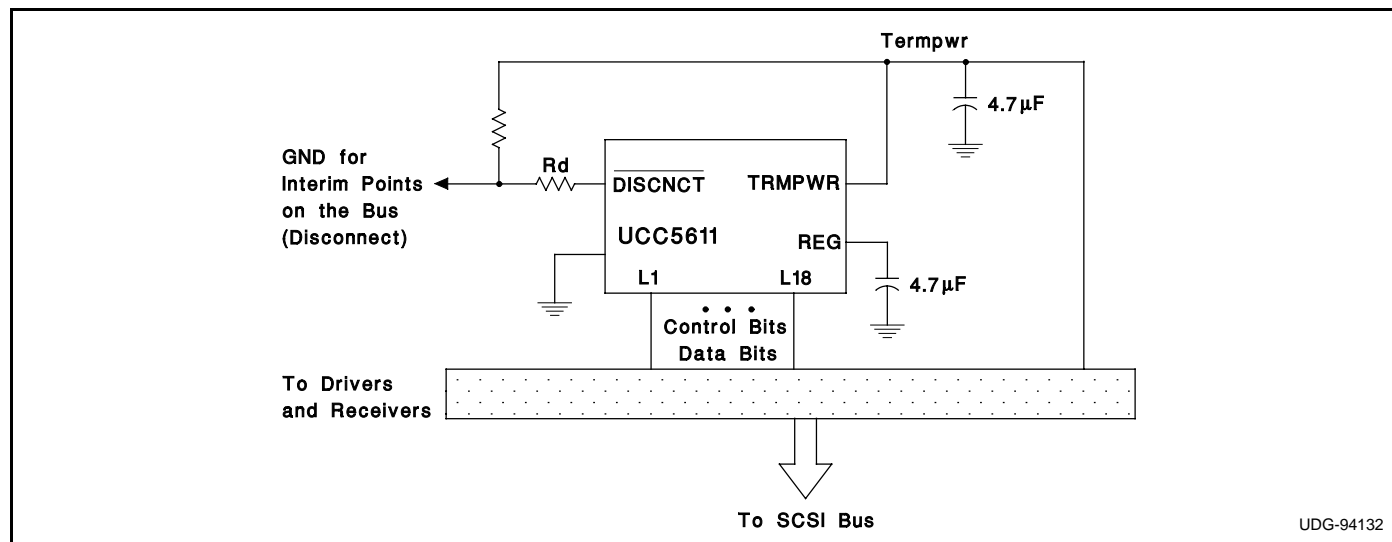 Termpwr
4.7µF
GND for
Interim Points
on the Bus
(Disconnect)
Rd
DISCNCT
TRMPWR
UCC5611
REG
L1
L18
4.7µF
• • •
Control Bits
Data Bits
To Drivers
and Receivers
To SCSI Bus
UDG-94132